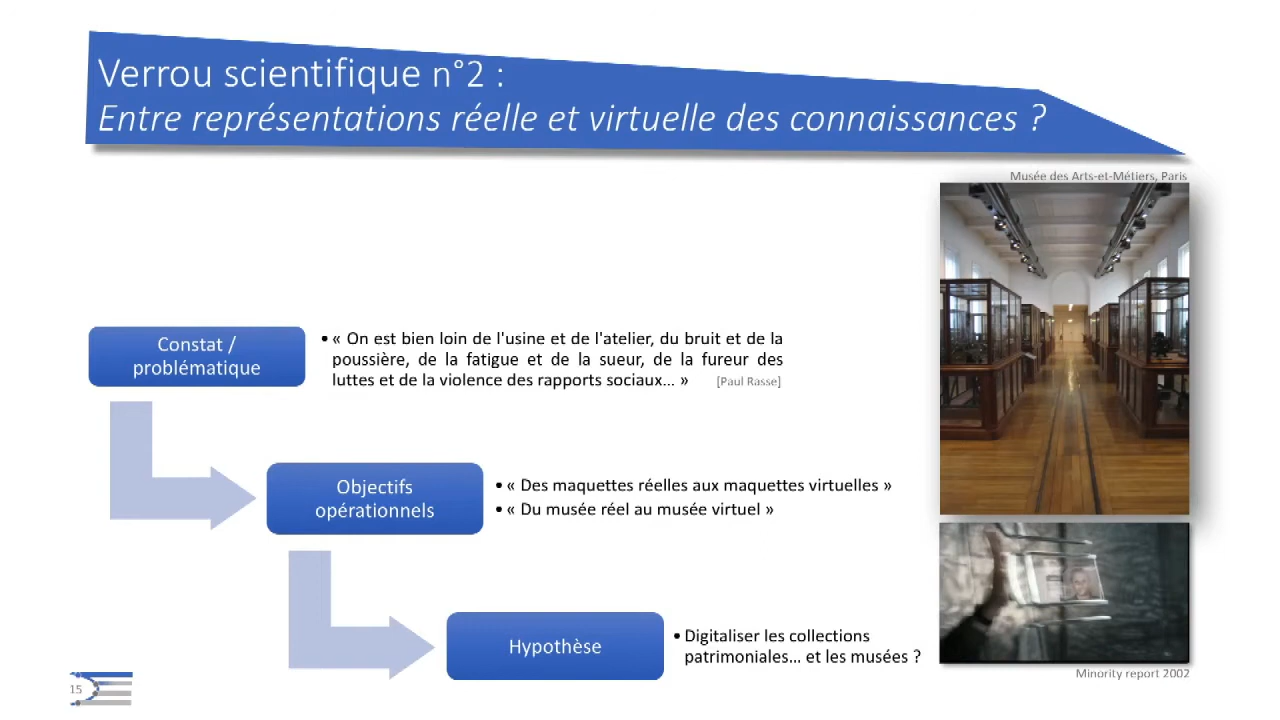 Verrou scientifique n°2 :
Entre représentations réelle et virtuelle des connaissances ?
Musée des Arts-et-Métiers, Paris
Constat /
problématique
• « On est bien loin de l'usine et de l'atelier, du bruit et de la
poussière, de la fatigue et de la sueur, de la fureur des
luttes et de la violence des rapports sociaux... » [Paul Rasse]
Objectifs
opérationnels
• « Des maquettes réelles aux maquettes virtuelles »
• « Du musée réel au musée virtuel »
Hypothèse
• Digitaliser les collections
patrimoniales... et les musées ?
Minority report 2002
15